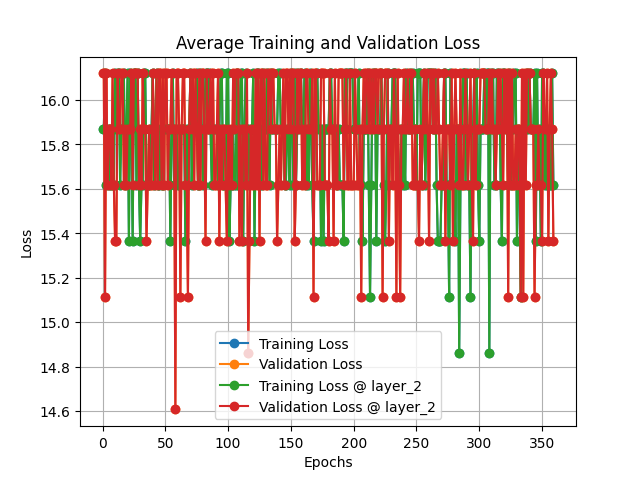 Average Training and Validation Loss
16.0
15.8
15.6
15.4
15.2
15.0
14.8
14.6
Loss
Training Loss
Validation Loss
Training Loss @ layer_2
Validation Loss @ layer_2
0 50 100 150 200 250 300 350
Epochs